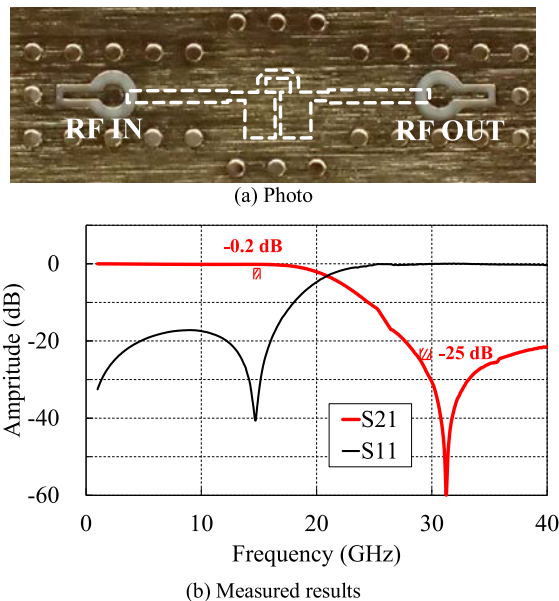 RF IN
RF OUT
(a) Photo
-0.2 dB
-25 dB
S21
S11
0
-20
-40
-60
Ampritude (dB)
0
10
20
30
40
Frequency (GHz)
(b) Measured results